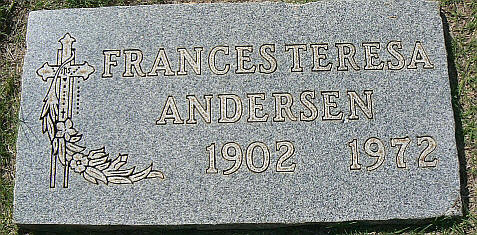 FRANCES TERESA
ANDERSEN
1902 1972